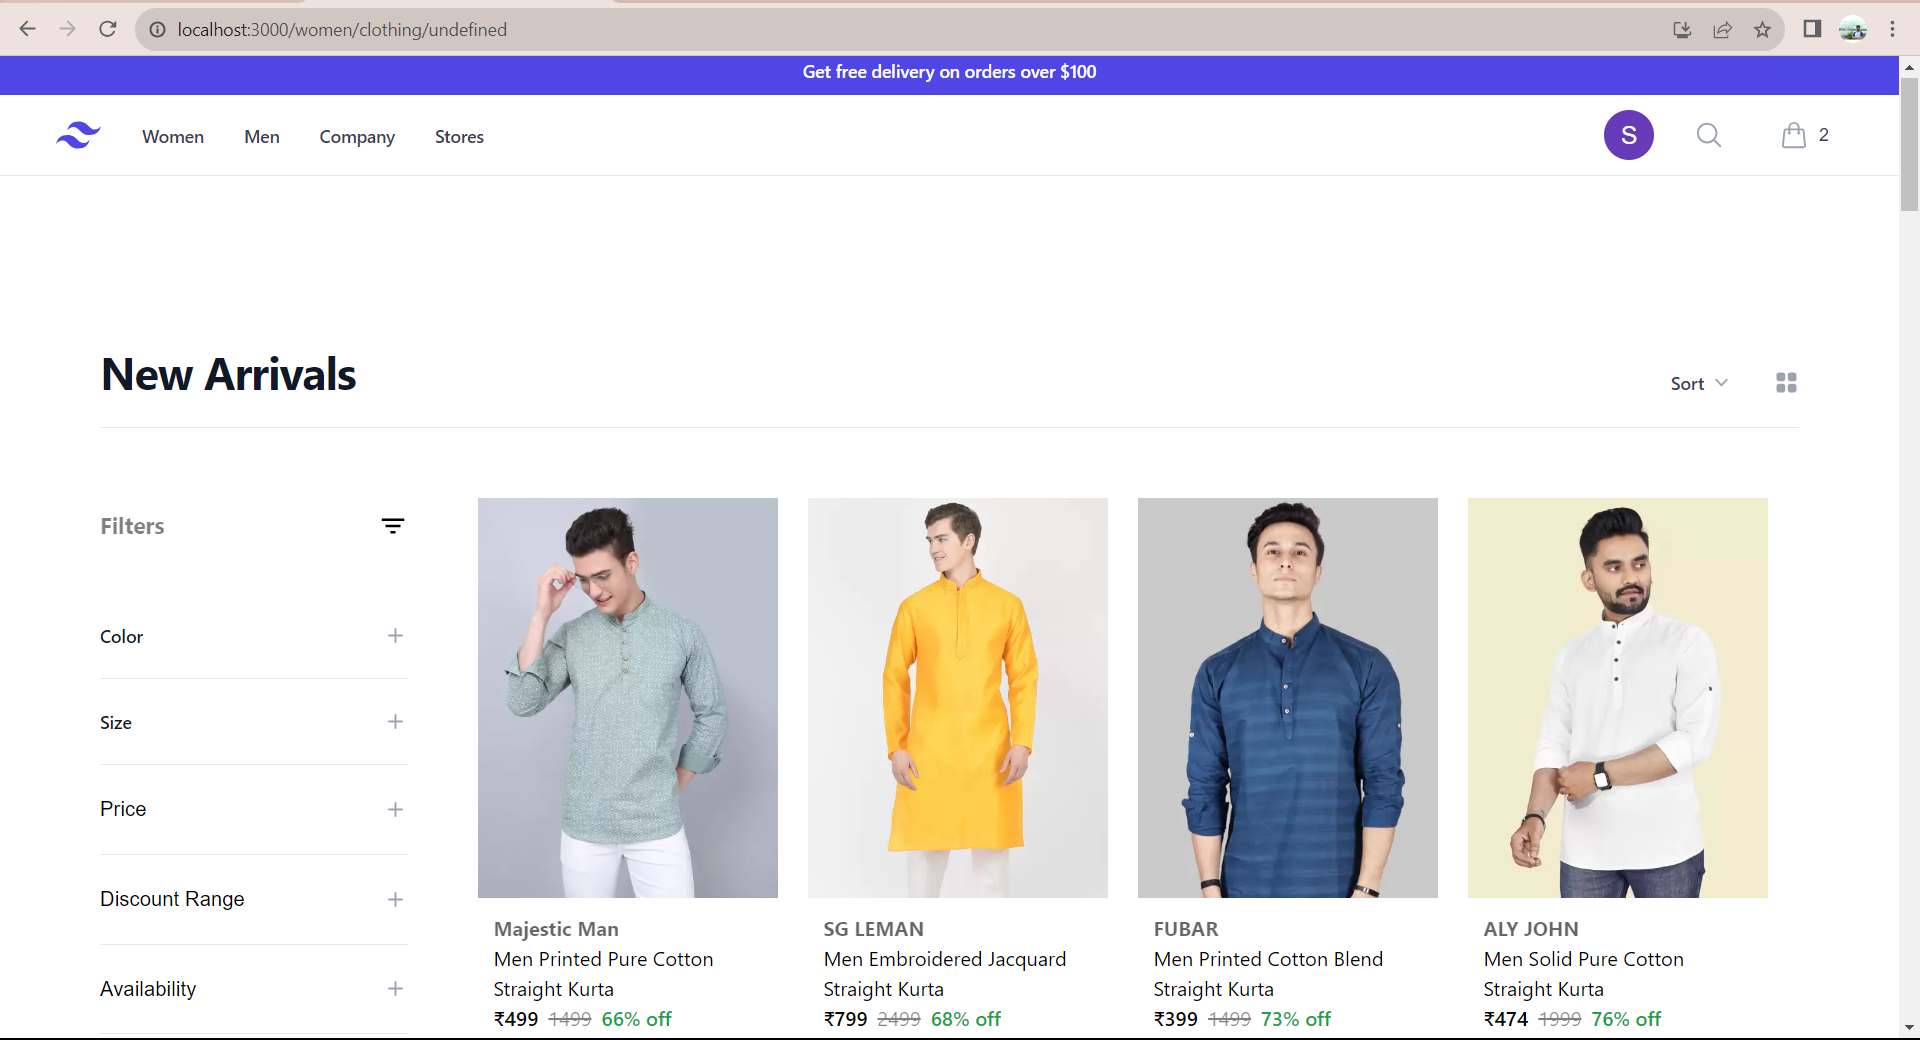 localhost:3000/women/clothing/undefined
Get free delivery on orders over $100
Women Men Company Stores S 2
New Arrivals
Sort
Filters
Color
Size
Price
Discount Range
Availability
Majestic Man
Men Printed Pure Cotton
Straight Kurta
₹499 1499 66% off
SG LEMAN
Men Embroidered Jacquard
Straight Kurta
₹799 2499 68% off
FUBAR
Men Printed Cotton Blend
Straight Kurta
₹399 1499 73% off
ALY JOHN
Men Solid Pure Cotton
Straight Kurta
₹474 1999 76% off